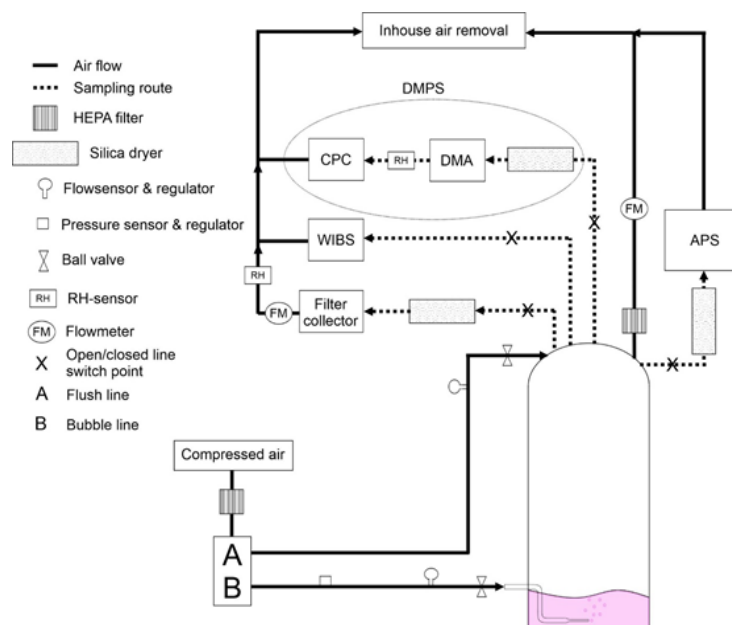 Air flow
Sampling route
HEPA filter
Silica dryer
Flowsensor & regulator
Pressure sensor & regulator
Ball valve
RH
RH-sensor
FM
Flowmeter
X
Open/closed line
switch point
A
Flush line
B
Bubble line
Inhouse air removal
DMPS
CPC
RH
DMA
X
FM
APS
WIBS
X
RH
FM
Filter
collector
X
X
Compressed air
A
B